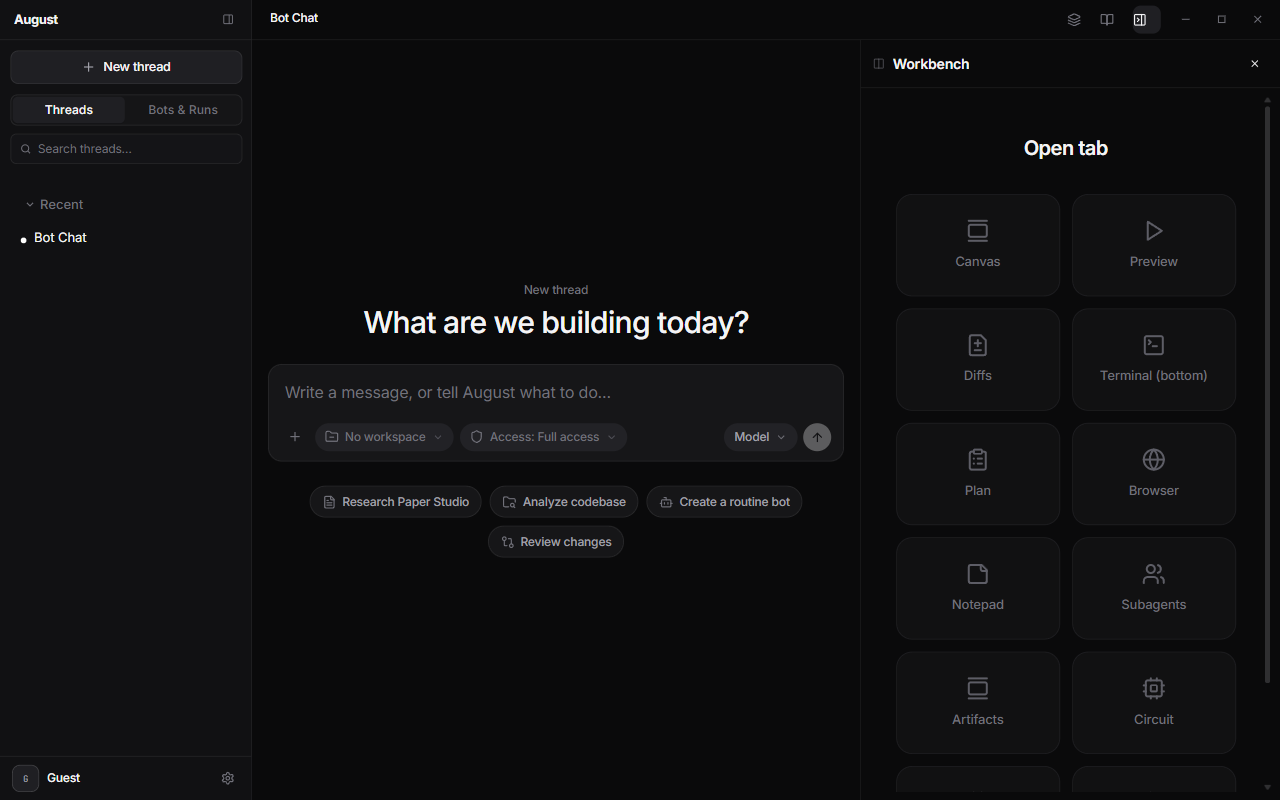 August
Bot Chat
New thread
Threads
Bots & Runs
Search threads...
Recent
Bot Chat
G
Guest
New thread
What are we building today?
Write a message, or tell August what to do...
No workspace
Access: Full access
Model
Research Paper Studio
Analyze codebase
Create a routine bot
Review changes
Workbench
Open tab
Canvas
Preview
Diffs
Terminal (bottom)
Plan
Browser
Notepad
Subagents
Artifacts
Circuit